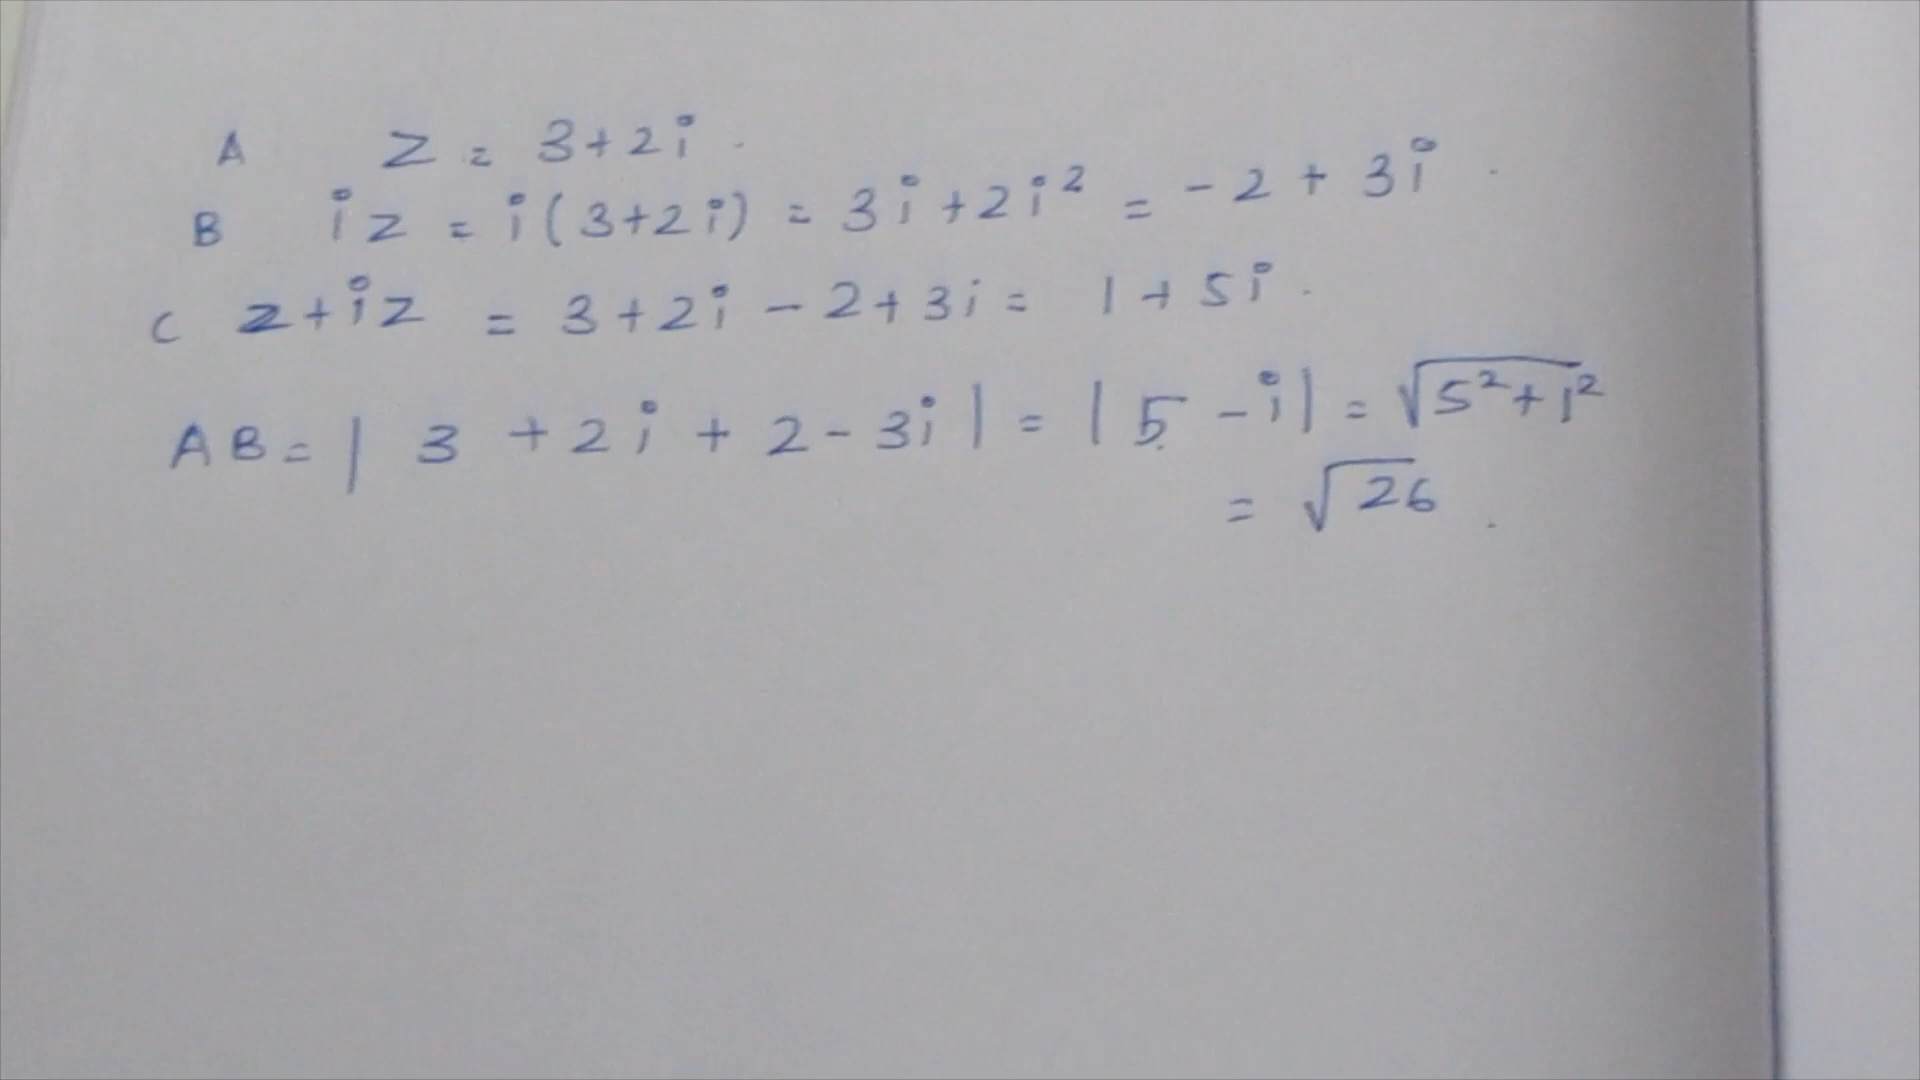 A z = 3+2i.
B iz = i(3+2i) = 3i+2i² = -2+3i.
C z+iz = 3+2i-2+3i = 1+5i.
AB = |3+2i+2-3i| = |5-i| = √5²+1²
= √26.